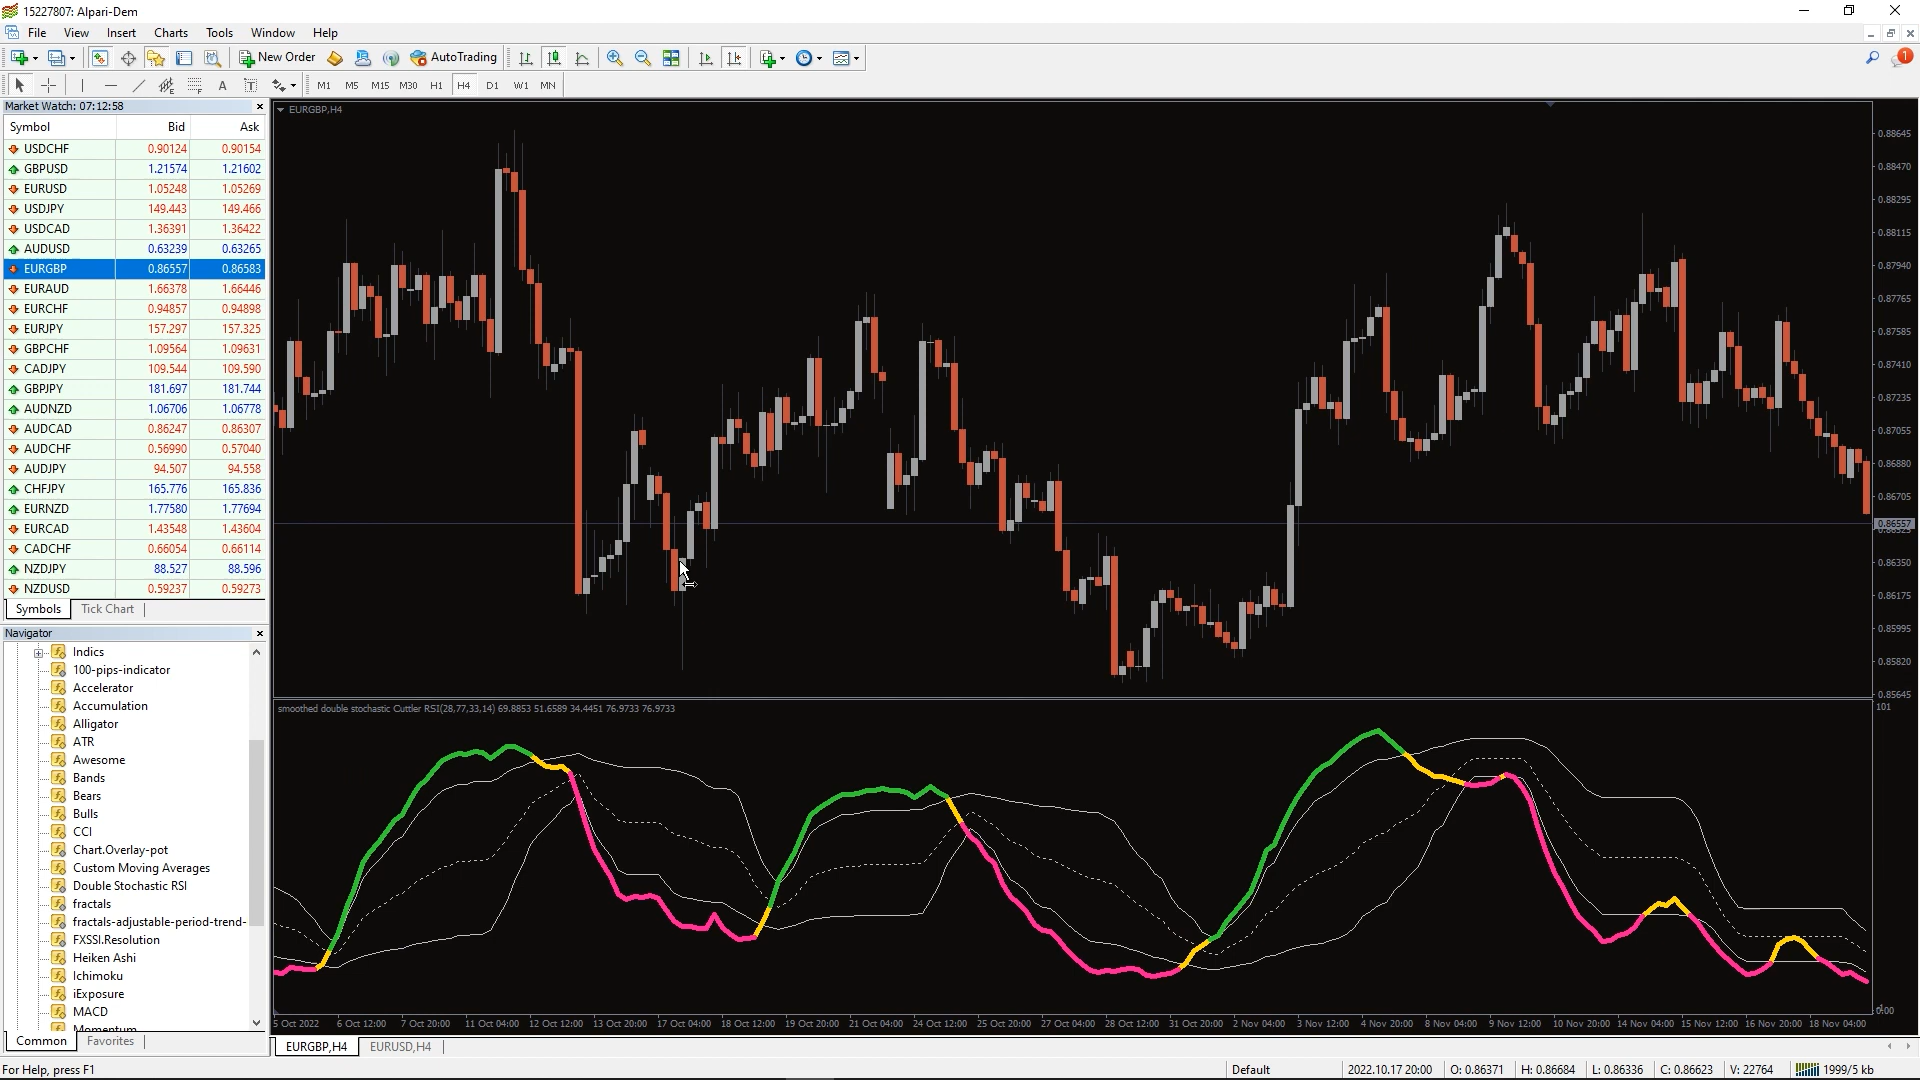 15227807: Alpari-Dem
File View Insert Charts Tools Window Help
New Order AutoTrading
A T M1 M5 M15 M30 H1 H4 D1 W1 MN
Market Watch: 07:12:58
Symbol Bid Ask
USDCHF 0.90124 0.90154
GBPUSD 1.21574 1.21602
EURUSD 1.05248 1.05269
USDJPY 149.443 149.466
USDCAD 1.36391 1.36422
AUDUSD 0.63239 0.63265
EURGBP 0.86557 0.86583
EURAUD 1.66378 1.66446
EURCHF 0.94857 0.94898
EURJPY 157.297 157.325
GBPCHF 1.09564 1.09631
CADJPY 109.544 109.590
GBPJPY 181.697 181.744
AUDNZD 1.06706 1.06778
AUDCAD 0.86247 0.86307
AUDCHF 0.56990 0.57040
AUDJPY 94.507 94.558
CHFJPY 165.776 165.836
EURNZD 1.77580 1.77694
EURCAD 1.43548 1.43604
CADCHF 0.66054 0.66114
NZDJPY 88.527 88.596
NZDUSD 0.59237 0.59273
Symbols Tick Chart
Navigator
Indics
100-pips-indicator
Accelerator
Accumulation
Alligator
ATR
Awesome
Bands
Bears
Bulls
CCI
Chart.Overlay-pot
Custom Moving Averages
Double Stochastic RSI
fractals
fractals-adjustable-period-trend-
FXSSI.Resolution
Heiken Ashi
Ichimoku
iExposure
MACD
Momentum
Common Favorites
EURGBP,H4
0.88645
0.88470
0.88295
0.88115
0.87940
0.87765
0.87585
0.87410
0.87235
0.87055
0.86880
0.86705
0.86557
0.86350
0.86175
0.85995
0.85820
0.85645
smoothed double stochastic Cuttler RSI(28,77,33,14) 69.8853 51.6589 34.4451 76.9733 76.9733
101
5 Oct 2022 6 Oct 12:00 7 Oct 20:00 11 Oct 04:00 12 Oct 12:00 13 Oct 20:00 17 Oct 04:00 18 Oct 12:00 19 Oct 20:00 21 Oct 04:00 24 Oct 12:00 25 Oct 20:00 27 Oct 04:00 28 Oct 12:00 31 Oct 20:00 2 Nov 04:00 3 Nov 12:00 4 Nov 20:00 8 Nov 04:00 9 Nov 12:00 10 Nov 20:00 14 Nov 04:00 15 Nov 12:00 16 Nov 20:00 18 Nov 04:00
EURGBP,H4 EURUSD,H4
For Help, press F1 Default 2022.10.17 20:00 O: 0.86371 H: 0.86684 L: 0.86336 C: 0.86623 V: 22764 1999/5 kb